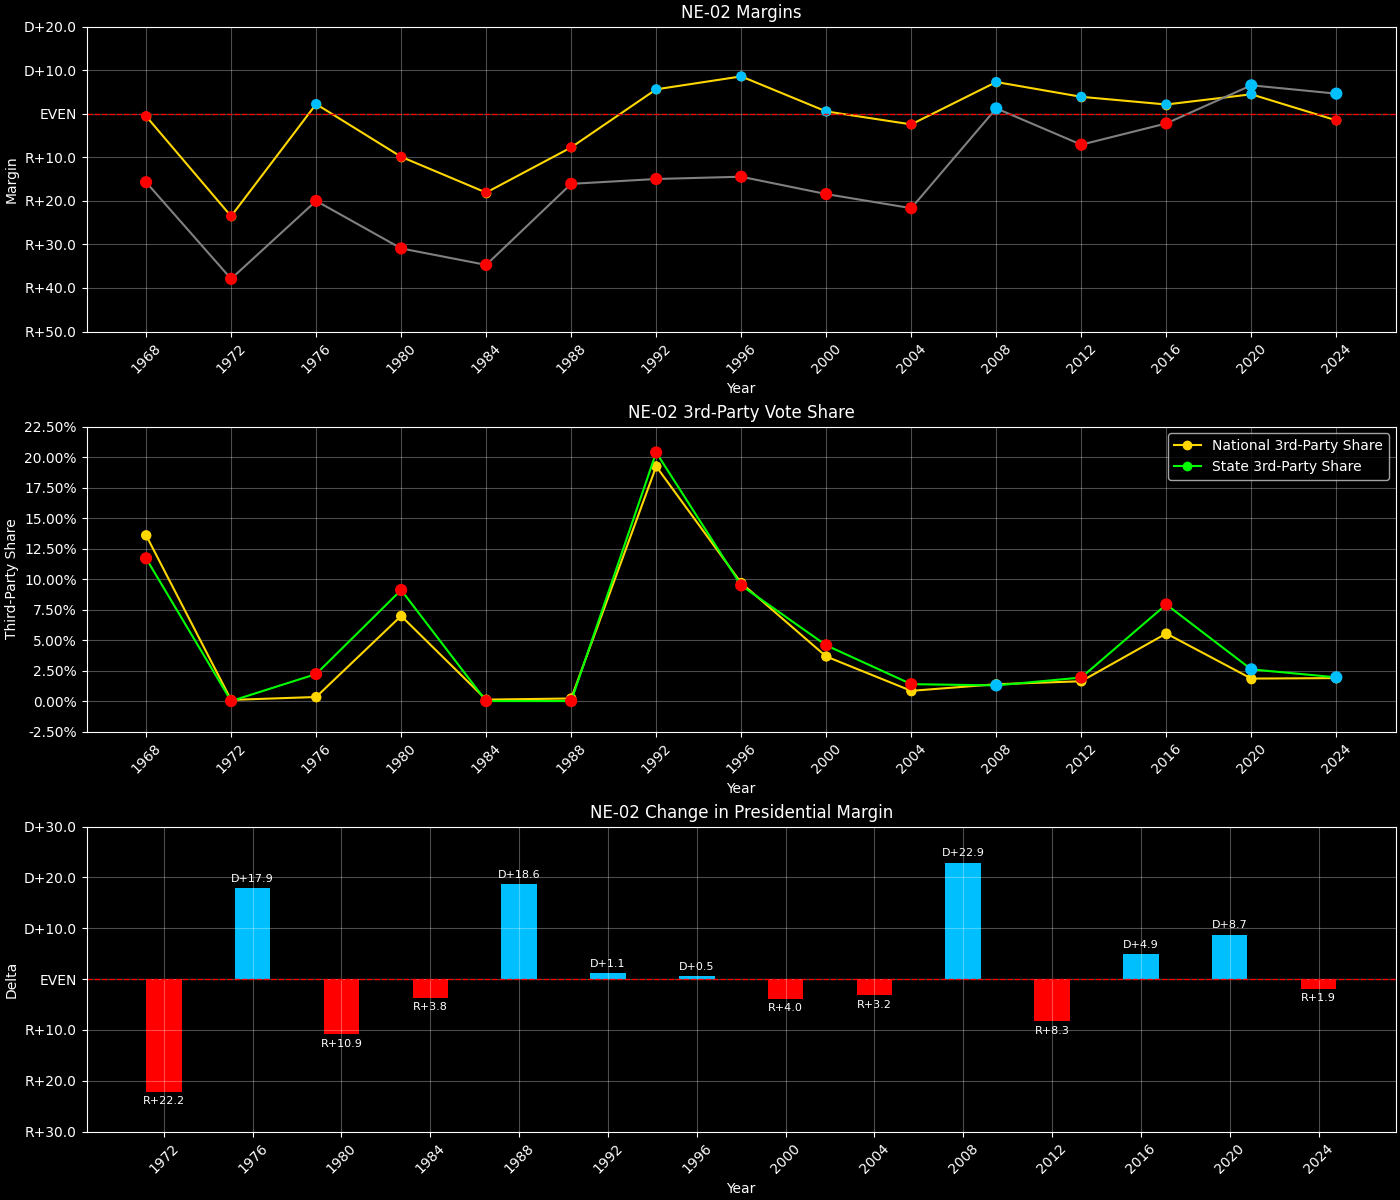 NE-02 Margins
D+20.0
D+10.0
EVEN
R+10.0
R+20.0
R+30.0
R+40.0
R+50.0
Margin
1968 1972 1976 1980 1984 1988 1992 1996 2000 2004 2008 2012 2016 2020 2024
Year
NE-02 3rd-Party Vote Share
22.50%
20.00%
17.50%
15.00%
12.50%
10.00%
7.50%
5.00%
2.50%
0.00%
-2.50%
Third-Party Share
National 3rd-Party Share
State 3rd-Party Share
1968 1972 1976 1980 1984 1988 1992 1996 2000 2004 2008 2012 2016 2020 2024
Year
NE-02 Change in Presidential Margin
D+30.0
D+20.0
D+10.0
EVEN
R+10.0
R+20.0
R+30.0
Delta
R+22.2
D+17.9
R+10.9
R+3.8
D+18.6
D+1.1
D+0.5
R+4.0
R+3.2
D+22.9
R+8.3
D+4.9
D+8.7
R+1.9
1972 1976 1980 1984 1988 1992 1996 2000 2004 2008 2012 2016 2020 2024
Year